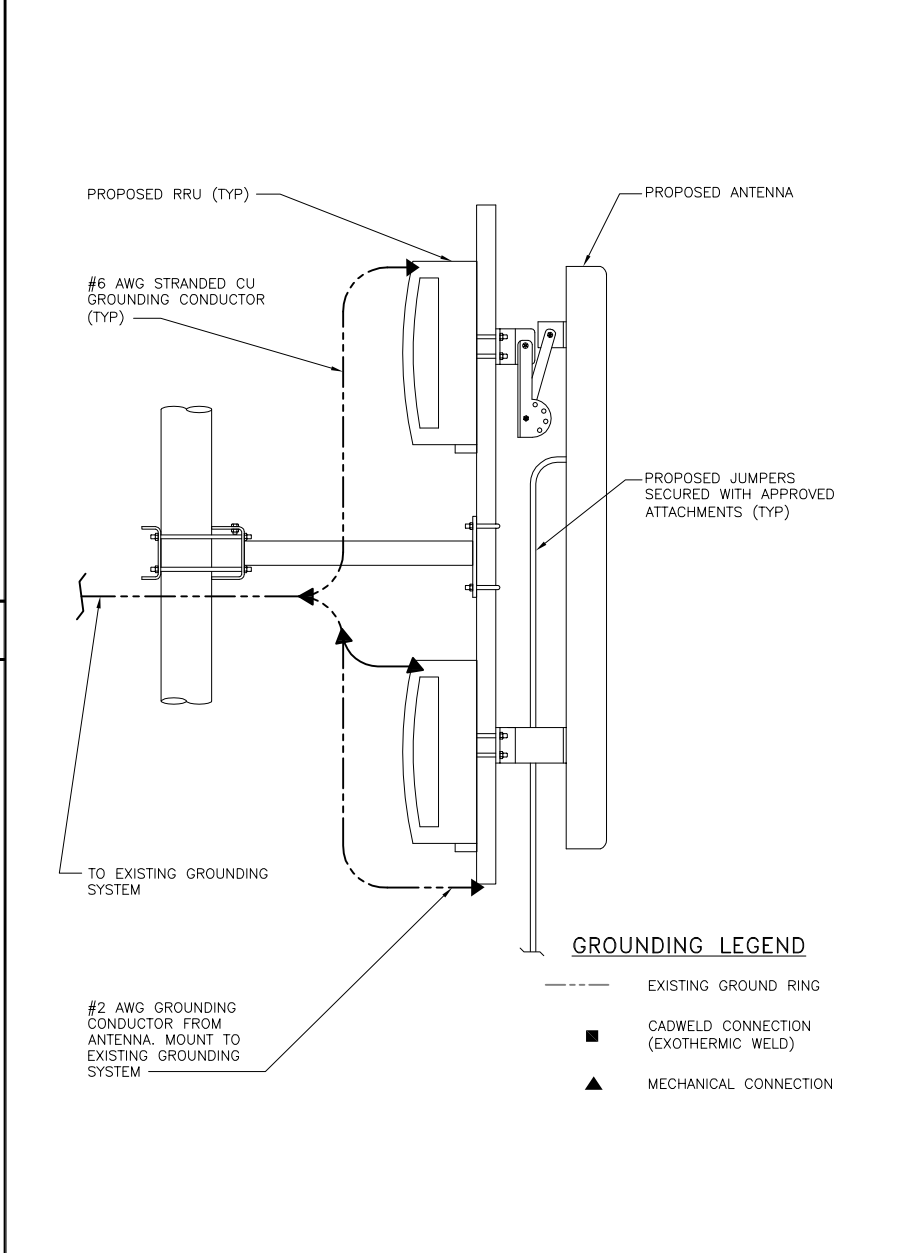 PROPOSED RRU (TYP)
PROPOSED ANTENNA
#6 AWG STRANDED CU
GROUNDING CONDUCTOR
(TYP)
PROPOSED JUMPERS
SECURED WITH APPROVED
ATTACHMENTS (TYP)
TO EXISTING GROUNDING
SYSTEM
#2 AWG GROUNDING
CONDUCTOR FROM
ANTENNA. MOUNT TO
EXISTING GROUNDING
SYSTEM
GROUNDING LEGEND
EXISTING GROUND RING
CADWELD CONNECTION
(EXOTHERMIC WELD)
MECHANICAL CONNECTION